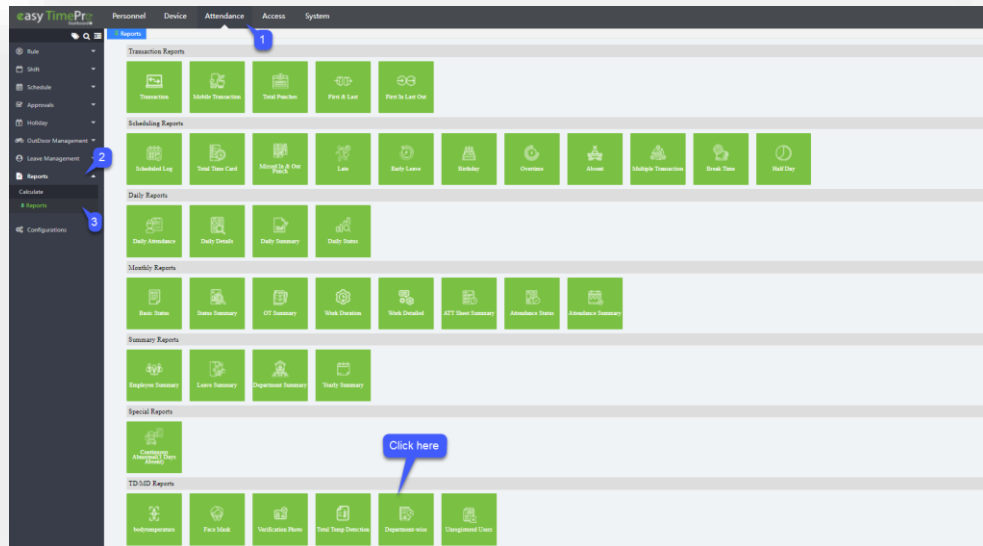 easyTimePro
Personnel Device Attendance Access System
1
Reports
Rule
Shift
Schedule
Approvals
Holiday
OutDoor Management
Leave Management
2
Reports
Calculate
Reports
3
Configurations
Transaction Reports
Transaction
Mobile Transaction
Total Punches
First & Last
First In Last Out
Scheduling Reports
Scheduled Log
Total Time Card
Missed In & Out
Punch
Late
Early Leave
Birthday
Overtime
Absent
Multiple Transaction
Break Time
Half Day
Daily Reports
Daily Attendance
Daily Details
Daily Summary
Daily Status
Monthly Reports
Basic Status
Status Summary
OT Summary
Work Duration
Work Detailed
ATT Sheet Summary
Attendance Status
Attendance Summary
Summary Reports
Employee Summary
Leave Summary
Department Summary
Yearly Summary
Special Reports
Continuous
Abnormal(1 Days
Absent)
Click here
TD/MD Reports
bodytemperature
Face Mask
Verification Photo
Total Temp Detection
Department-wise
Unregistered Users